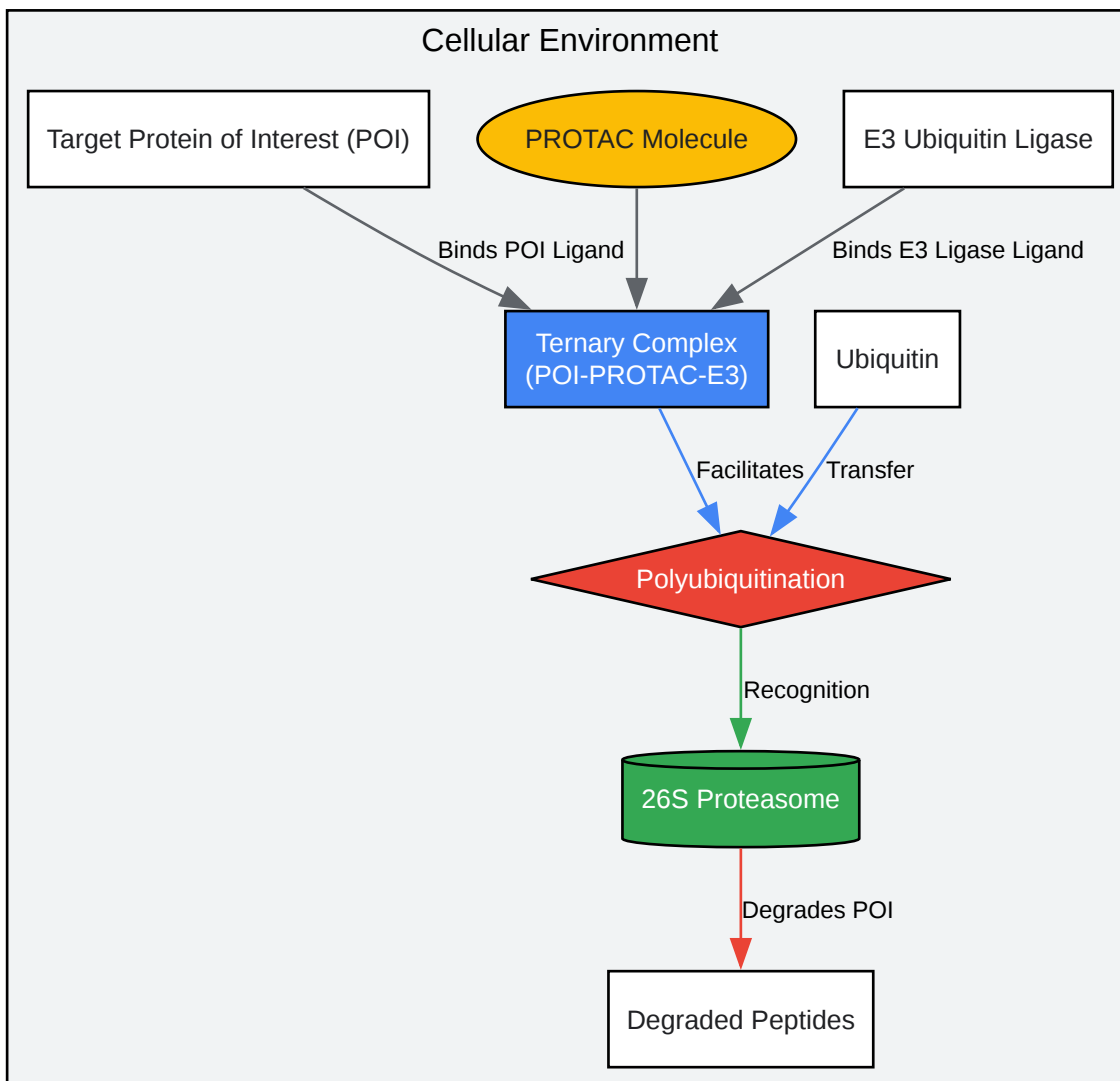 Cellular Environment
Target Protein of Interest (POI)
PROTAC Molecule
E3 Ubiquitin Ligase
Binds POI Ligand
Binds E3 Ligase Ligand
Ternary Complex
(POI-PROTAC-E3)
Ubiquitin
Facilitates
Transfer
Polyubiquitination
Recognition
26S Proteasome
Degrades POI
Degraded Peptides